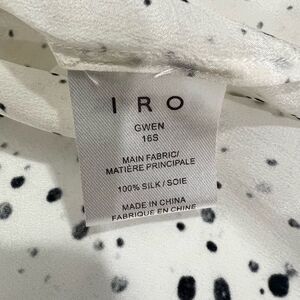 IRO
GWEN
16S
MAIN FABRIC/
MATIÈRE PRINCIPALE
100% SILK / SOIE
MADE IN CHINA
FABRIQUE EN CHINE